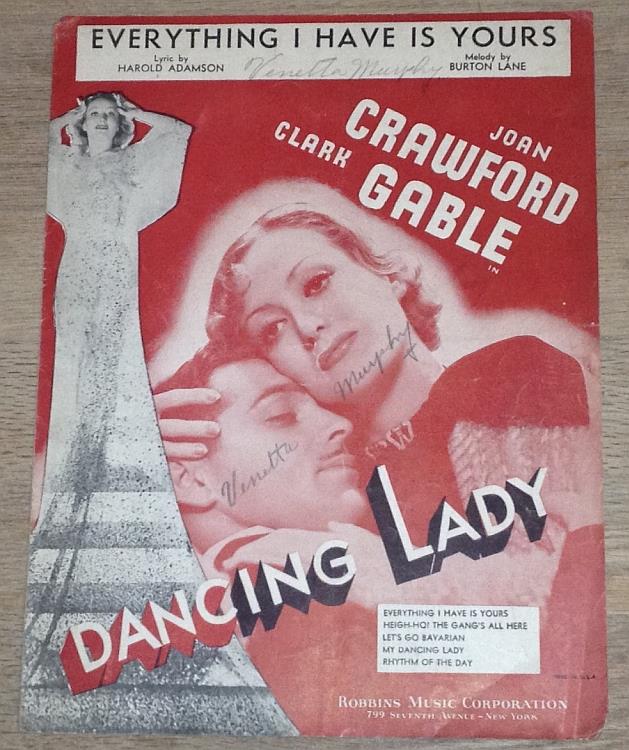 EVERYTHING I HAVE IS YOURS
Lyric by
HAROLD ADAMSON
Venetta Murphy
Melody by
BURTON LANE
JOAN
CRAWFORD
CLARK
GABLE
IN
Murphy
Venetta
DANCING LADY
EVERYTHING I HAVE IS YOURS
HEIGH-HO! THE GANG'S ALL HERE
LET'S GO BAVARIAN
MY DANCING LADY
RHYTHM OF THE DAY
MADE IN U.S.A.
ROBBINS MUSIC CORPORATION
799 SEVENTH AVENUE - NEW YORK